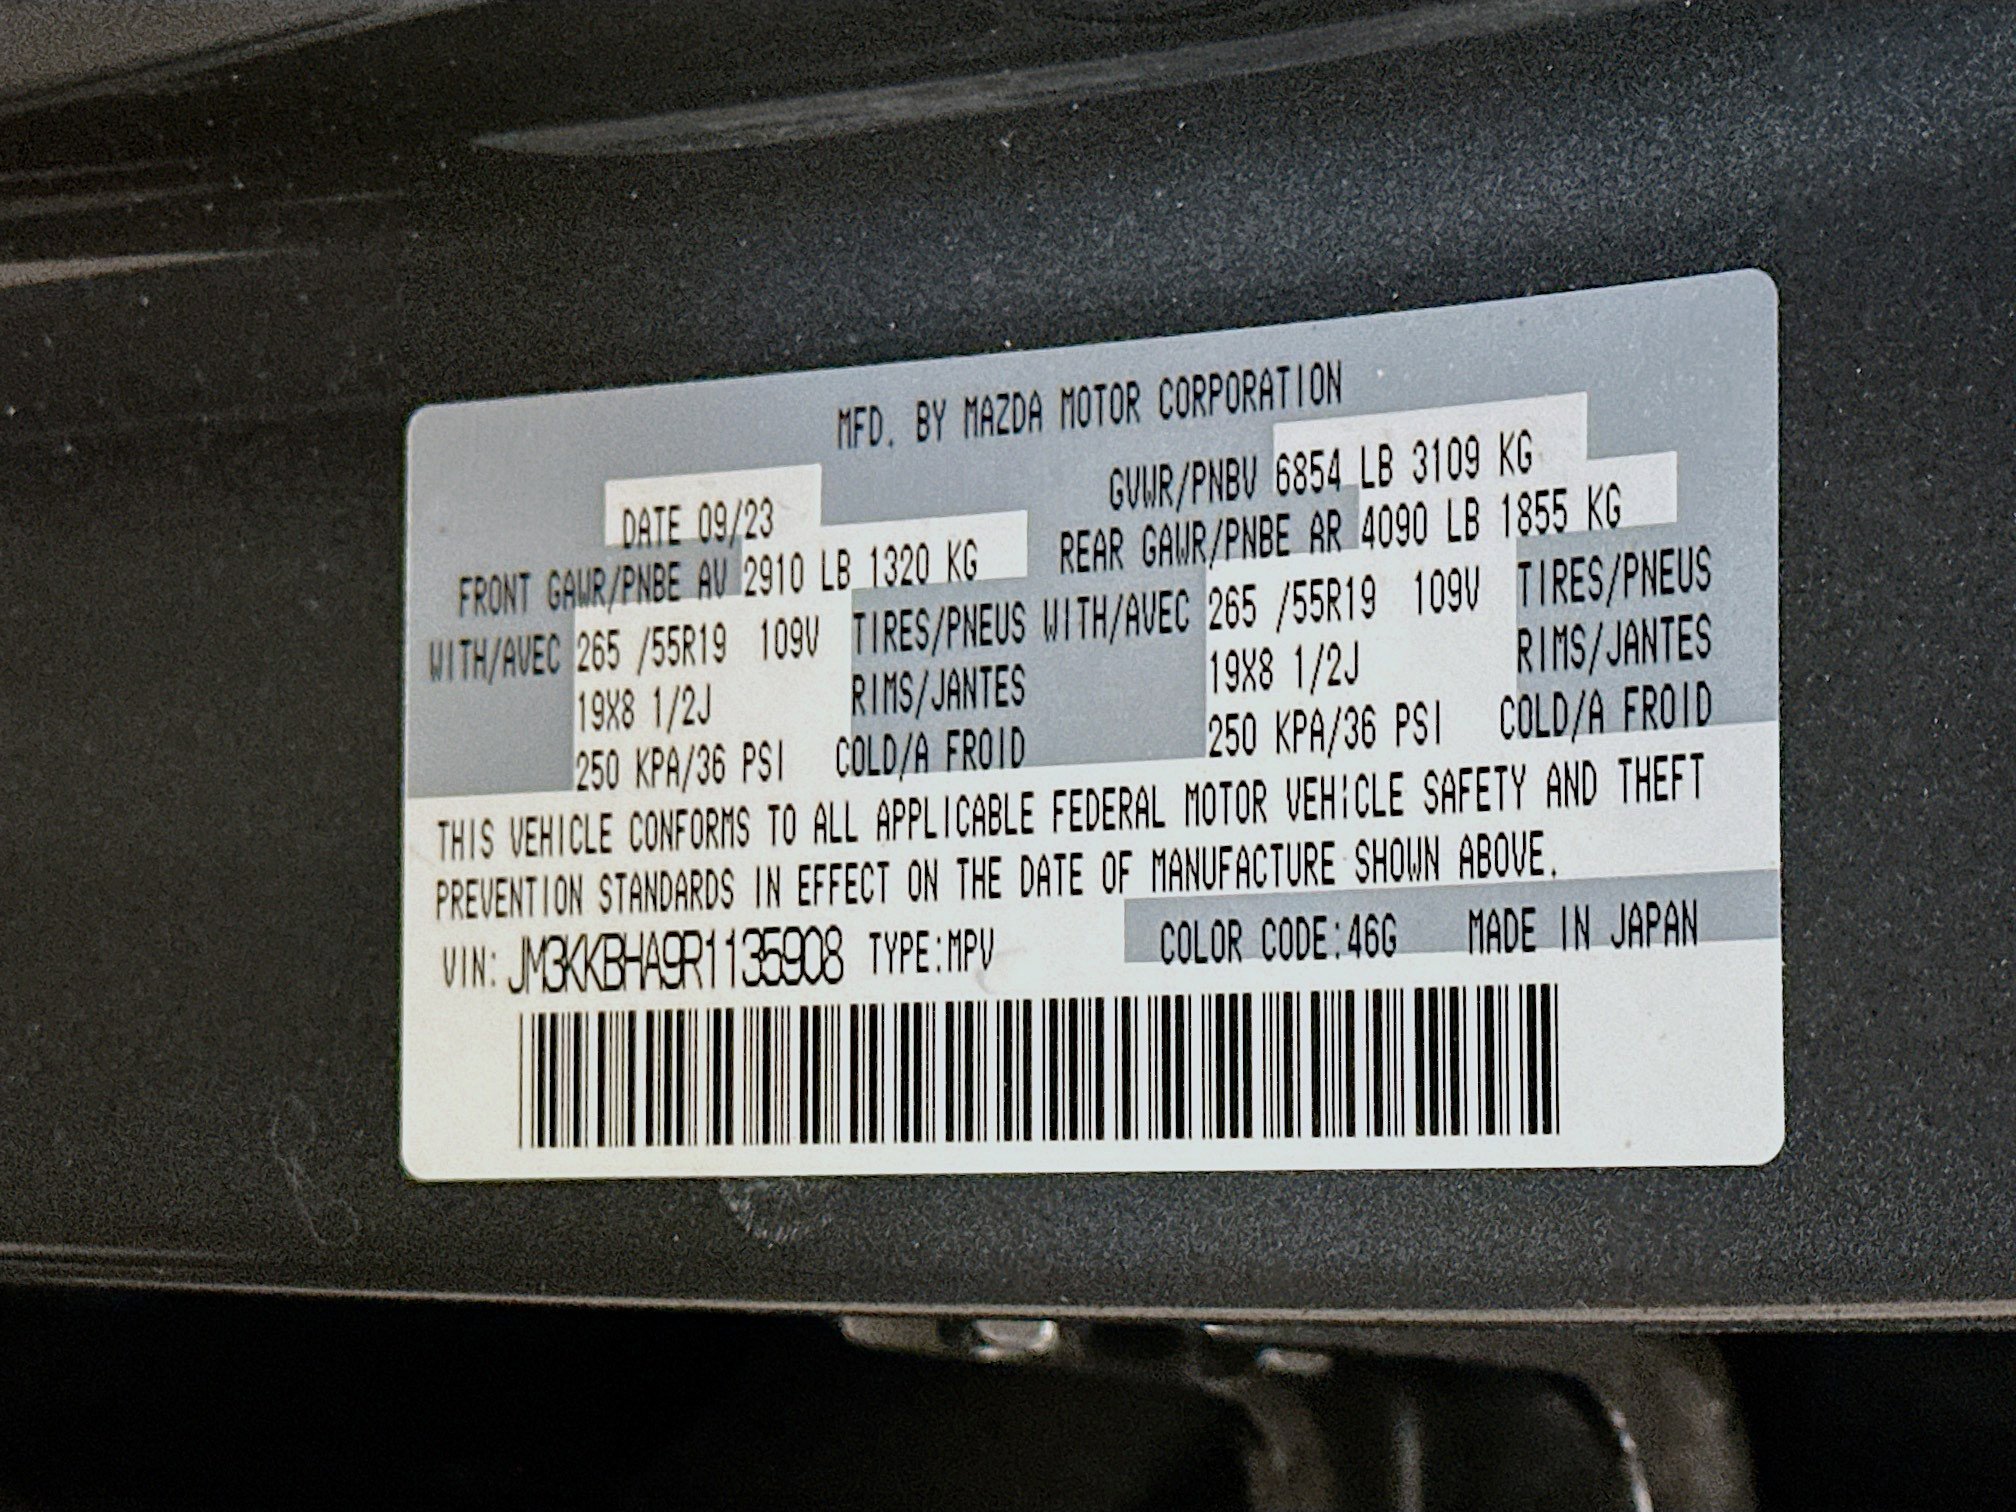 MFD. BY MAZDA MOTOR CORPORATION
DATE 09/23 GVWR/PNBV 6854 LB 3109 KG
FRONT GAWR/PNBE AV 2910 LB 1320 KG REAR GAWR/PNBE AR 4090 LB 1855 KG
WITH/AVEC 265 /55R19 109V TIRES/PNEUS WITH/AVEC 265 /55R19 109V TIRES/PNEUS
19X8 1/2J RIMS/JANTES 19X8 1/2J RIMS/JANTES
250 KPA/36 PSI COLD/A FROID 250 KPA/36 PSI COLD/A FROID
THIS VEHICLE CONFORMS TO ALL APPLICABLE FEDERAL MOTOR VEHICLE SAFETY AND THEFT
PREVENTION STANDARDS IN EFFECT ON THE DATE OF MANUFACTURE SHOWN ABOVE.
VIN: JM3KKBHA9R1135908 TYPE:MPV COLOR CODE:46G MADE IN JAPAN